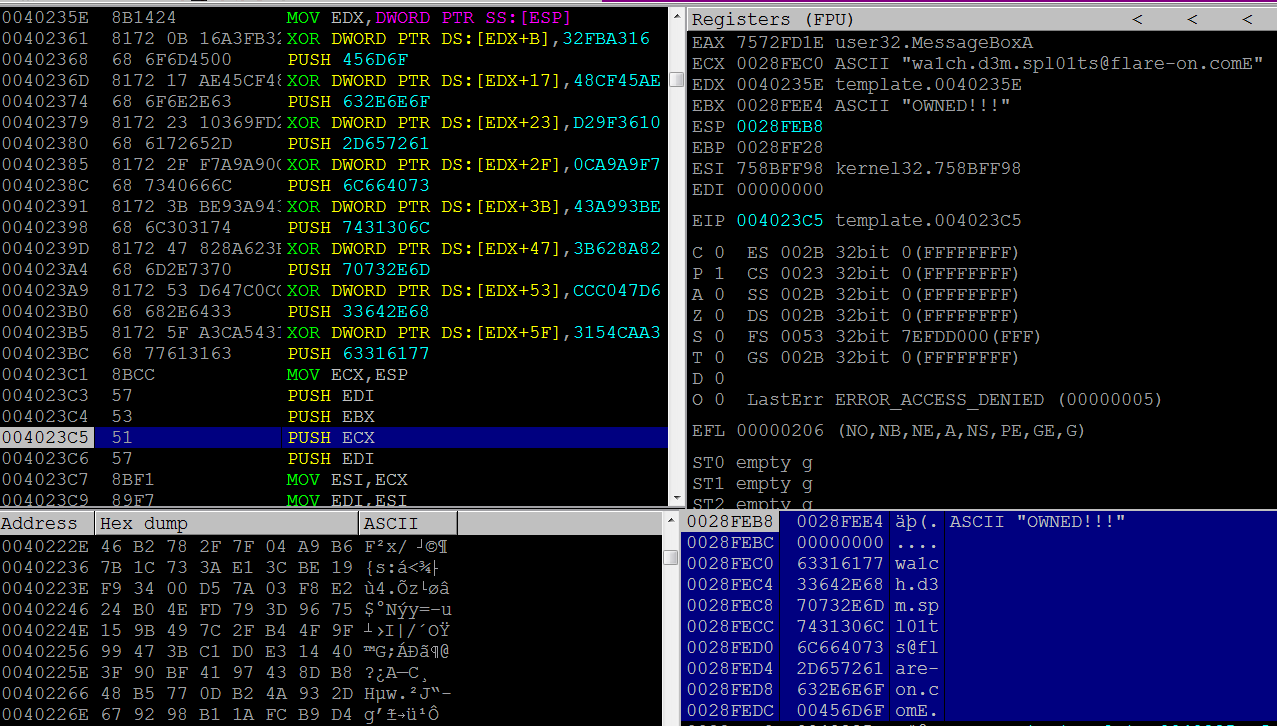 0040235E 8B1424 MOV EDX,DWORD PTR SS:[ESP]
00402361 8172 0B 16A3FB32 XOR DWORD PTR DS:[EDX+B],32FBA316
00402368 68 6F6D4500 PUSH 456D6F
0040236D 8172 17 AE45CF48 XOR DWORD PTR DS:[EDX+17],48CF45AE
00402374 68 6F6E2E63 PUSH 632E6E6F
00402379 8172 23 10369FD2 XOR DWORD PTR DS:[EDX+23],D29F3610
00402380 68 6172652D PUSH 2D657261
00402385 8172 2F F7A9A90C XOR DWORD PTR DS:[EDX+2F],0CA9A9F7
0040238C 68 7340666C PUSH 6C664073
00402391 8172 3B BE93A943 XOR DWORD PTR DS:[EDX+3B],43A993BE
00402398 68 6C303174 PUSH 7431306C
0040239D 8172 47 828A623B XOR DWORD PTR DS:[EDX+47],3B628A82
004023A4 68 6D2E7370 PUSH 70732E6D
004023A9 8172 53 D647C0CC XOR DWORD PTR DS:[EDX+53],CCC047D6
004023B0 68 682E6433 PUSH 33642E68
004023B5 8172 5F A3CA5431 XOR DWORD PTR DS:[EDX+5F],3154CAA3
004023BC 68 77613163 PUSH 63316177
004023C1 8BCC MOV ECX,ESP
004023C3 57 PUSH EDI
004023C4 53 PUSH EBX
004023C5 51 PUSH ECX
004023C6 57 PUSH EDI
004023C7 8BF1 MOV ESI,ECX
004023C9 89F7 MOV EDI,ESI
Registers (FPU) < < <
EAX 7572FD1E user32.MessageBoxA
ECX 0028FEC0 ASCII "wa1ch.d3m.spl01ts@flare-on.comE"
EDX 0040235E template.0040235E
EBX 0028FEE4 ASCII "OWNED!!!"
ESP 0028FEB8
EBP 0028FF28
ESI 758BFF98 kernel32.758BFF98
EDI 00000000
EIP 004023C5 template.004023C5
C 0 ES 002B 32bit 0(FFFFFFFF)
P 1 CS 0023 32bit 0(FFFFFFFF)
A 0 SS 002B 32bit 0(FFFFFFFF)
Z 0 DS 002B 32bit 0(FFFFFFFF)
S 0 FS 0053 32bit 7EFDD000(FFF)
T 0 GS 002B 32bit 0(FFFFFFFF)
D 0
O 0 LastErr ERROR_ACCESS_DENIED (00000005)
EFL 00000206 (NO,NB,NE,A,NS,PE,GE,G)
ST0 empty g
ST1 empty g
ST2 empty g
Address Hex dump ASCII
0040222E 46 B2 78 2F 7F 04 A9 B6 F²x/ ┘©¶
00402236 7B 1C 73 3A E1 3C BE 19 {s:á<¾
0040223E F9 34 00 D5 7A 03 F8 E2 ù4.Õz└øâ
00402246 24 B0 4E FD 79 3D 96 75 $°Nýy=–u
0040224E 15 9B 49 7C 2F B4 4F 9F ┴›I|/´OŸ
00402256 99 47 3B C1 D0 E3 14 40 ™G;ÁÐã¶@
0040225E 3F 90 BF 41 97 43 8D B8 ?¿A—C¸
00402266 48 B5 77 0D B2 4A 93 2D Hµw.²J“-
0040226E 67 92 98 B1 1A FC B9 D4 g’˜±→ü¹Ô
0028FEB8 0028FEE4 äþ(. ASCII "OWNED!!!"
0028FEBC 00000000 ....
0028FEC0 63316177 wa1c
0028FEC4 33642E68 h.d3
0028FEC8 70732E6D m.sp
0028FECC 7431306C l01t
0028FED0 6C664073 s@fl
0028FED4 2D657261 are-
0028FED8 632E6E6F on.c
0028FEDC 00456D6F omE.